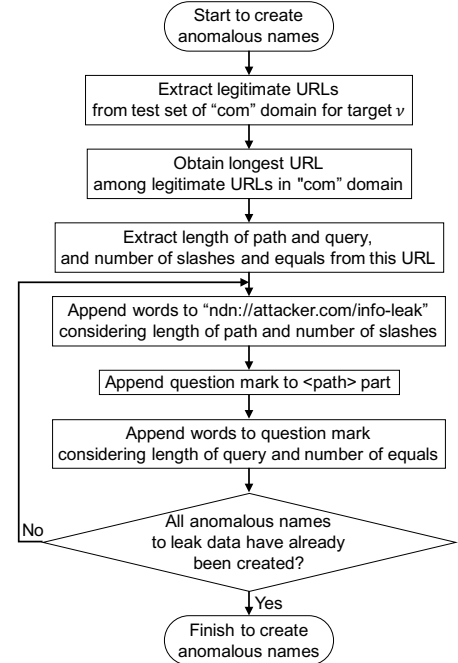 Start to create
anomalous names
Extract legitimate URLs
from test set of “com” domain for target ν
Obtain longest URL
among legitimate URLs in "com” domain
Extract length of path and query,
and number of slashes and equals from this URL
Append words to “ndn://attacker.com/info-leak”
considering length of path and number of slashes
Append question mark to <path> part
Append words to question mark
considering length of query and number of equals
All anomalous names
to leak data have already
been created?
No
Yes
Finish to create
anomalous names